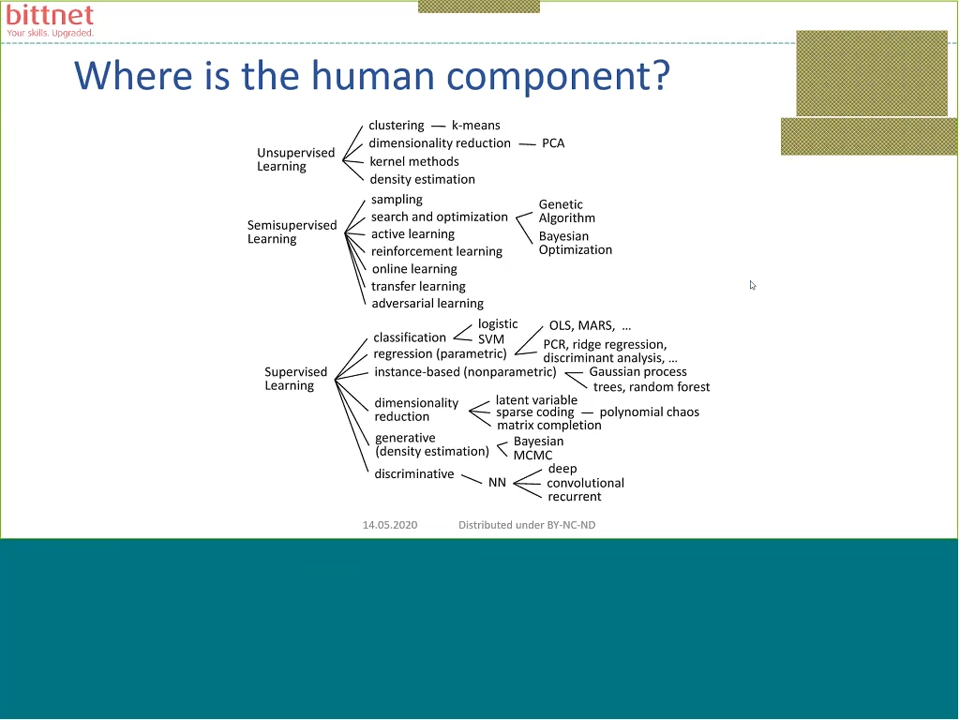 bittnet
Your skills. Upgraded.
Where is the human component?
Unsupervised
Learning
clustering
k-means
dimensionality reduction
PCA
kernel methods
density estimation
Semisupervised
Learning
sampling
search and optimization
Genetic
Algorithm
Bayesian
Optimization
active learning
reinforcement learning
online learning
transfer learning
adversarial learning
Supervised
Learning
classification
logistic
SVM
regression (parametric)
OLS, MARS, …
PCR, ridge regression,
discriminant analysis, …
instance-based (nonparametric)
Gaussian process
trees, random forest
dimensionality
reduction
latent variable
sparse coding
polynomial chaos
matrix completion
generative
(density estimation)
Bayesian
MCMC
discriminative
NN
deep
convolutional
recurrent
14.05.2020
Distributed under BY-NC-ND